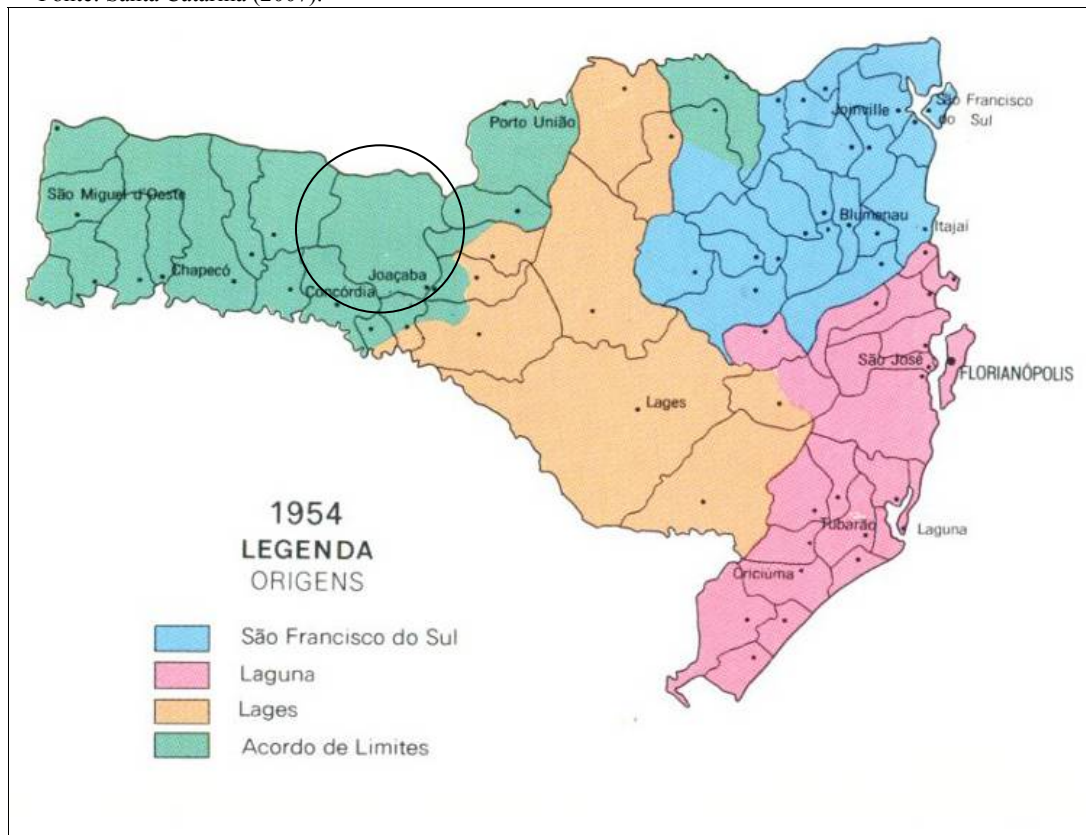 Fonte: Santa Catarina (2007).
Porto União
Joinville
São Francisco
do Sul
São Miguel d'Oeste
Blumenau
Itajaí
Chapecó
Joaçaba
Concórdia
São José
FLORIANÓPOLIS
Lages
1954
LEGENDA
ORIGENS
Tubarão
Laguna
Criciúma
São Francisco do Sul
Laguna
Lages
Acordo de Limites